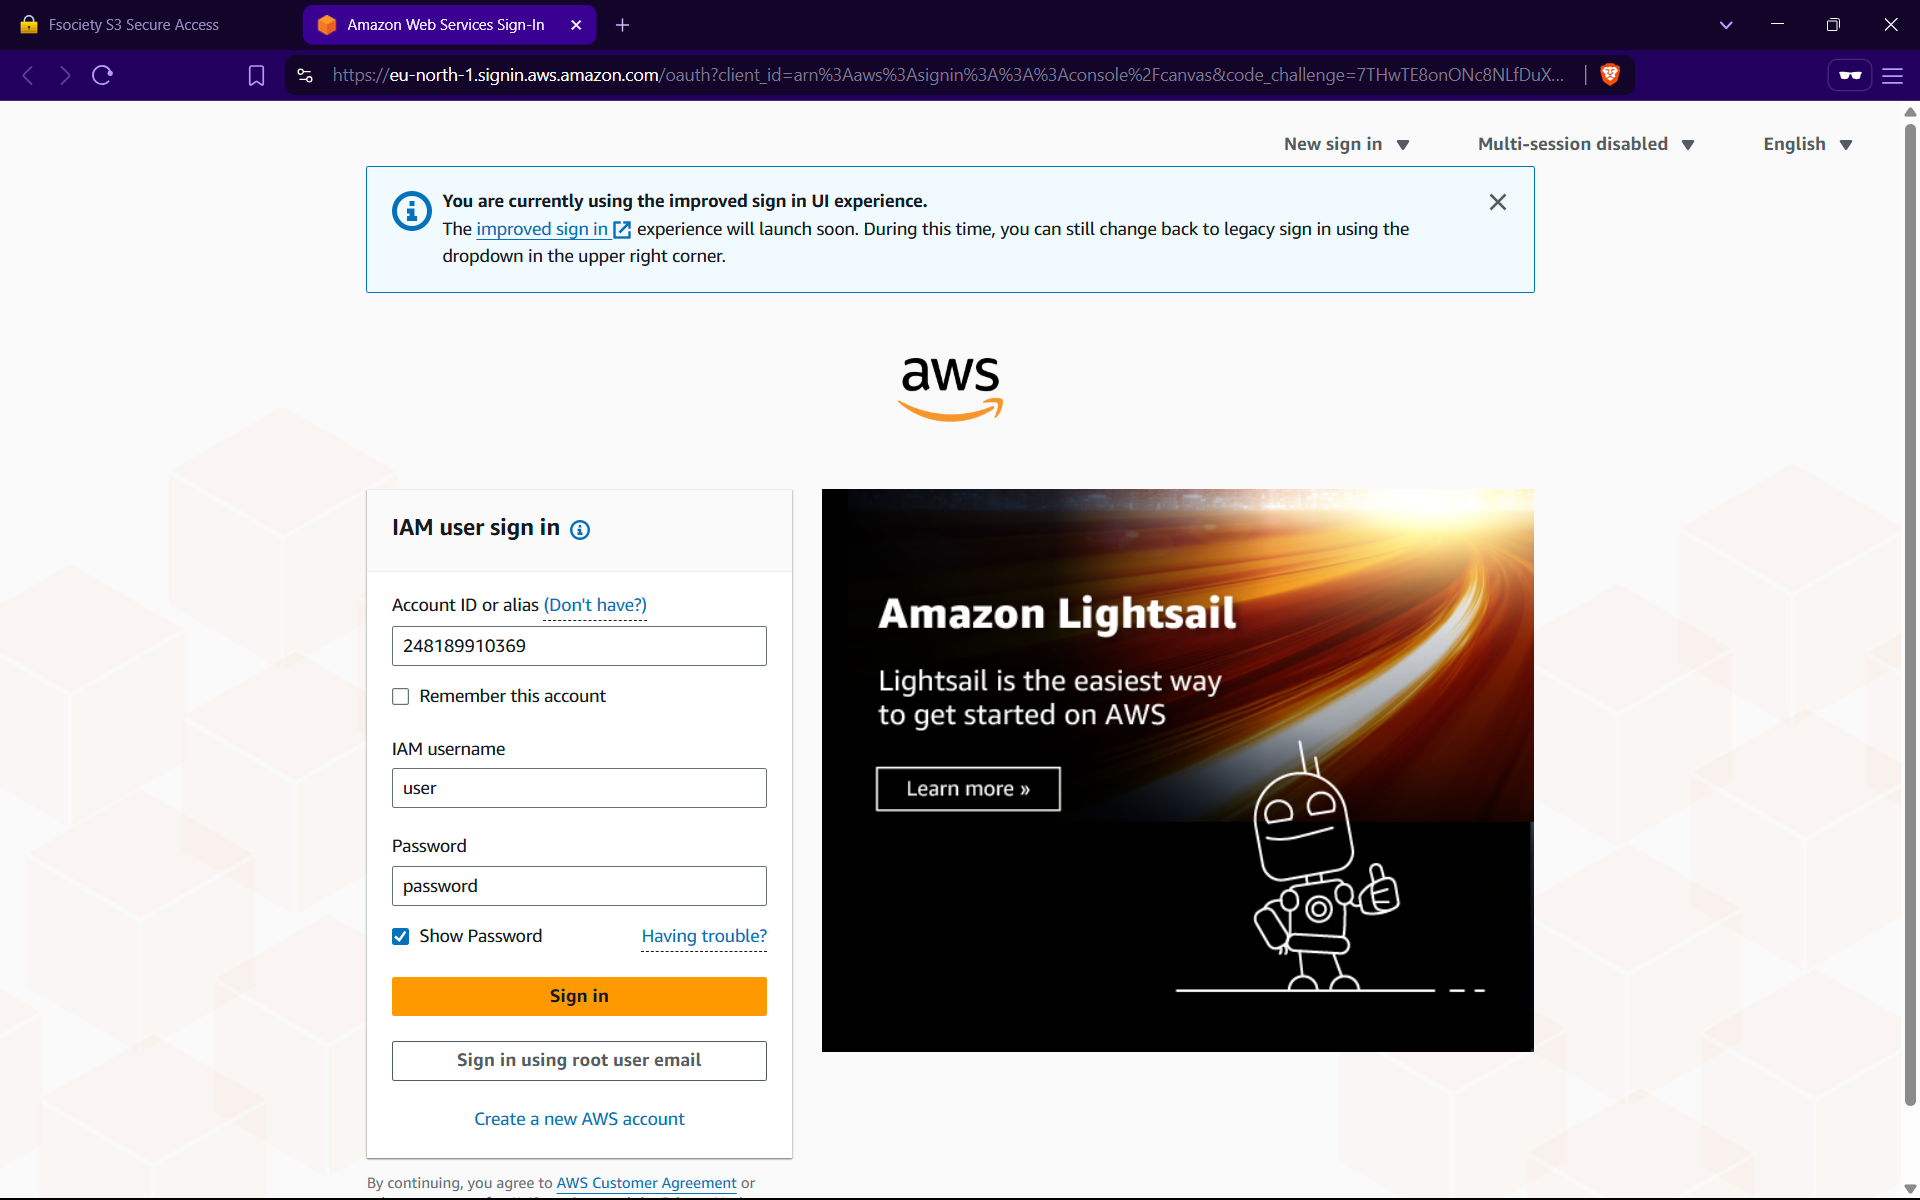 Fsociety S3 Secure Access
Amazon Web Services Sign-In
https://eu-north-1.signin.aws.amazon.com/oauth?client_id=arn%3Aaws%3Asignin%3A%3A%3Aconsole%2Fcanvas&code_challenge=7THwTE8onONc8NLfDuX...
New sign in
Multi-session disabled
English
You are currently using the improved sign in UI experience.
The improved sign in experience will launch soon. During this time, you can still change back to legacy sign in using the
dropdown in the upper right corner.
aws
IAM user sign in
Account ID or alias (Don't have?)
248189910369
Remember this account
IAM username
user
Password
password
Show Password
Having trouble?
Sign in
Sign in using root user email
Create a new AWS account
By continuing, you agree to AWS Customer Agreement or
Amazon Lightsail
Lightsail is the easiest way
to get started on AWS
Learn more »